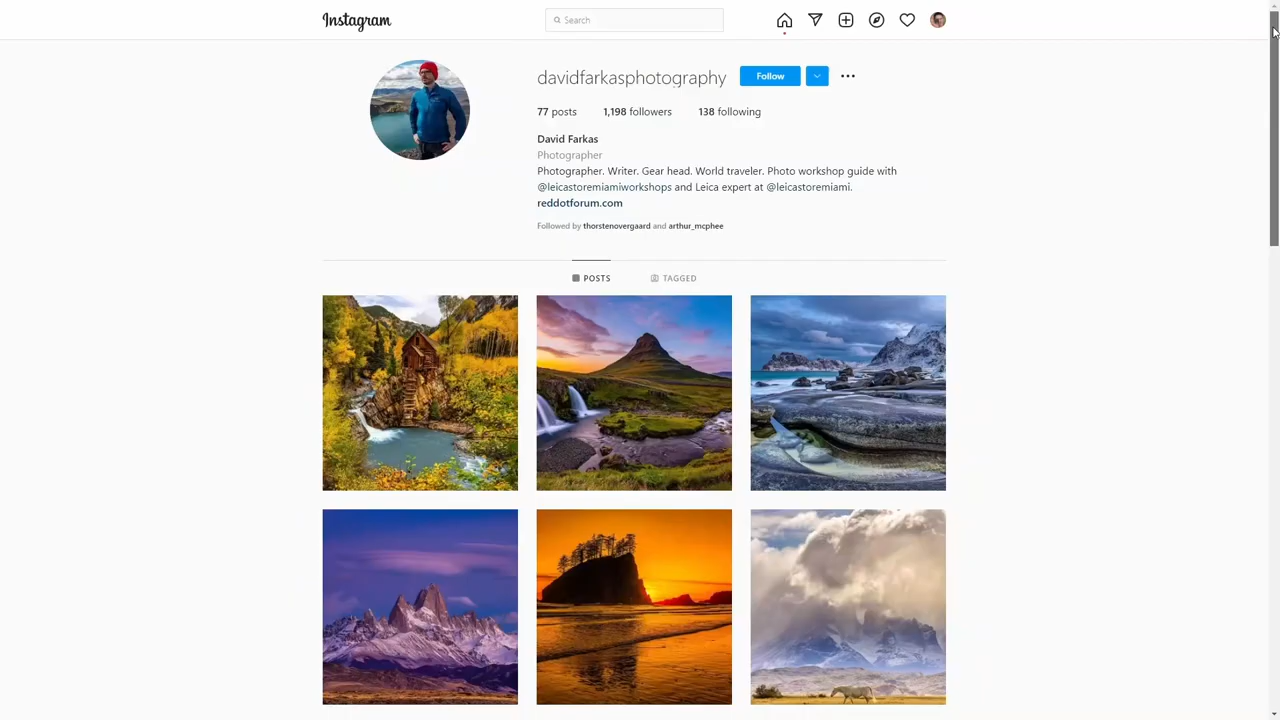 Instagram
Search
davidfarkasphotography Follow
77 posts 1,198 followers 138 following
David Farkas
Photographer
Photographer. Writer. Gear head. World traveler. Photo workshop guide with
@leicastoremiamiworkshops and Leica expert at @leicastoremiami.
reddotforum.com
Followed by thorstenovergaard and arthur_mcphee
POSTS TAGGED